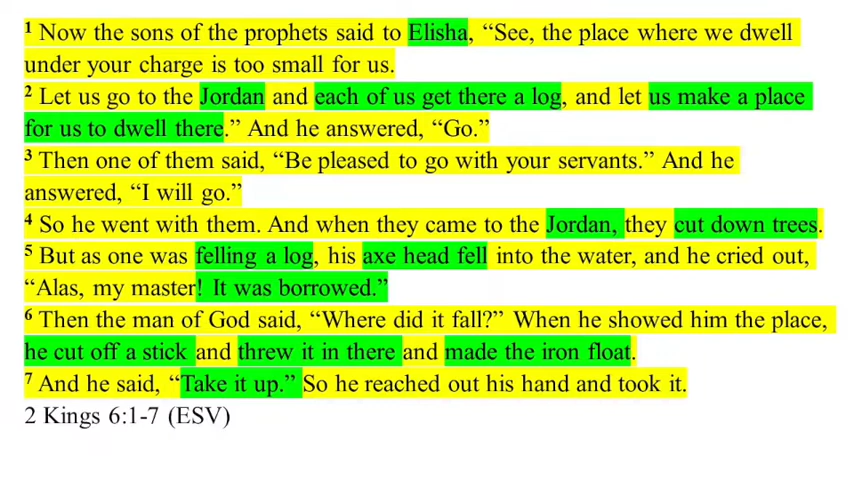 1 Now the sons of the prophets said to Elisha, “See, the place where we dwell
under your charge is too small for us.
2 Let us go to the Jordan and each of us get there a log, and let us make a place
for us to dwell there.” And he answered, “Go.”
3 Then one of them said, “Be pleased to go with your servants.” And he
answered, “I will go.”
4 So he went with them. And when they came to the Jordan, they cut down trees.
5 But as one was felling a log, his axe head fell into the water, and he cried out,
“Alas, my master! It was borrowed.”
6 Then the man of God said, “Where did it fall?” When he showed him the place,
he cut off a stick and threw it in there and made the iron float.
7 And he said, “Take it up.” So he reached out his hand and took it.
2 Kings 6:1-7 (ESV)